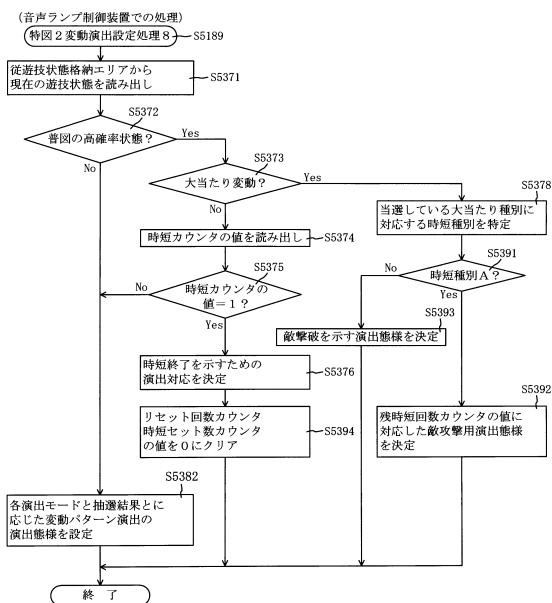 (音声ランプ制御装置での処理)
特図2変動演出設定処理8
S5189
従遊技状態格納エリアから
現在の遊技状態を読み出し
S5371
S5372
普図の高確率状態?
Yes
No
S5373
大当たり変動?
Yes
No
S5378
当選している大当たり種別に
対応する時短種別を特定
時短カウンタの値を読み出し
S5374
S5391
時短種別A?
No
Yes
S5375
時短カウンタの
値=1?
No
Yes
S5393
敵撃破を示す演出態様を決定
時短終了を示すための
演出対応を決定
S5376
S5392
残時短回数カウンタの値に
対応した敵攻撃用演出態様
を決定
リセット回数カウンタ
時短セット数カウンタ
の値を0にクリア
S5394
S5382
各演出モードと抽選結果とに
応じた変動パターン演出の
演出態様を設定
終 了